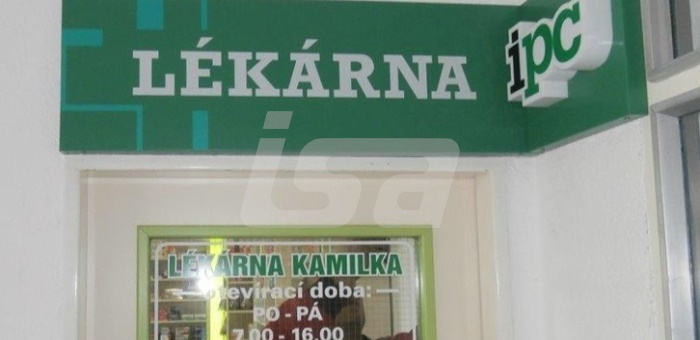 LÉKÁRNA
ipc
isa
LÉKÁRNA KAMILKA
otevírací doba:
PO - PÁ
7.00 - 16.00